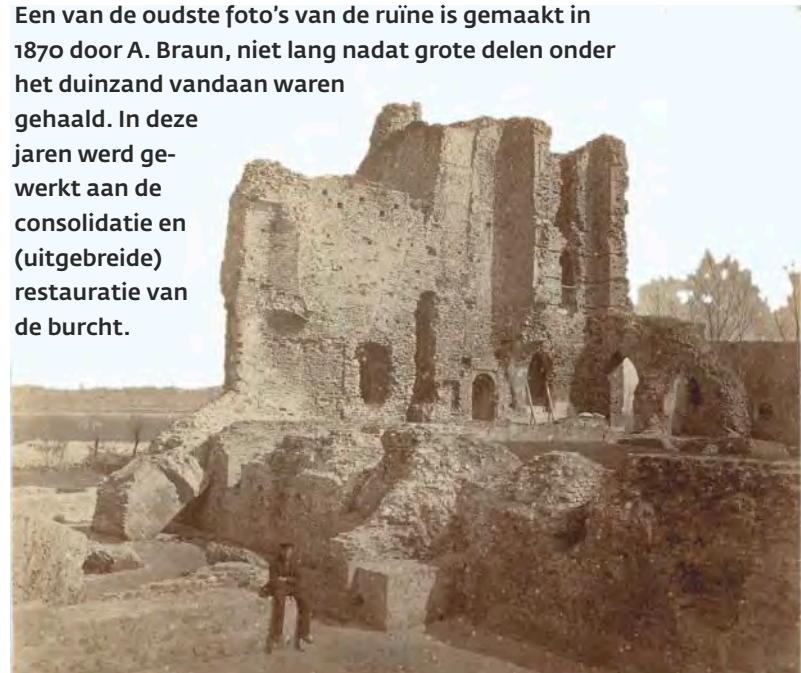 Een van de oudste foto's van de ruïne is gemaakt in
1870 door A. Braun, niet lang nadat grote delen onder
het duinzand vandaan waren
gehaald. In deze
jaren werd ge-
werkt aan de
consolidatie en
(uitgebreide)
restauratie van
de burcht.